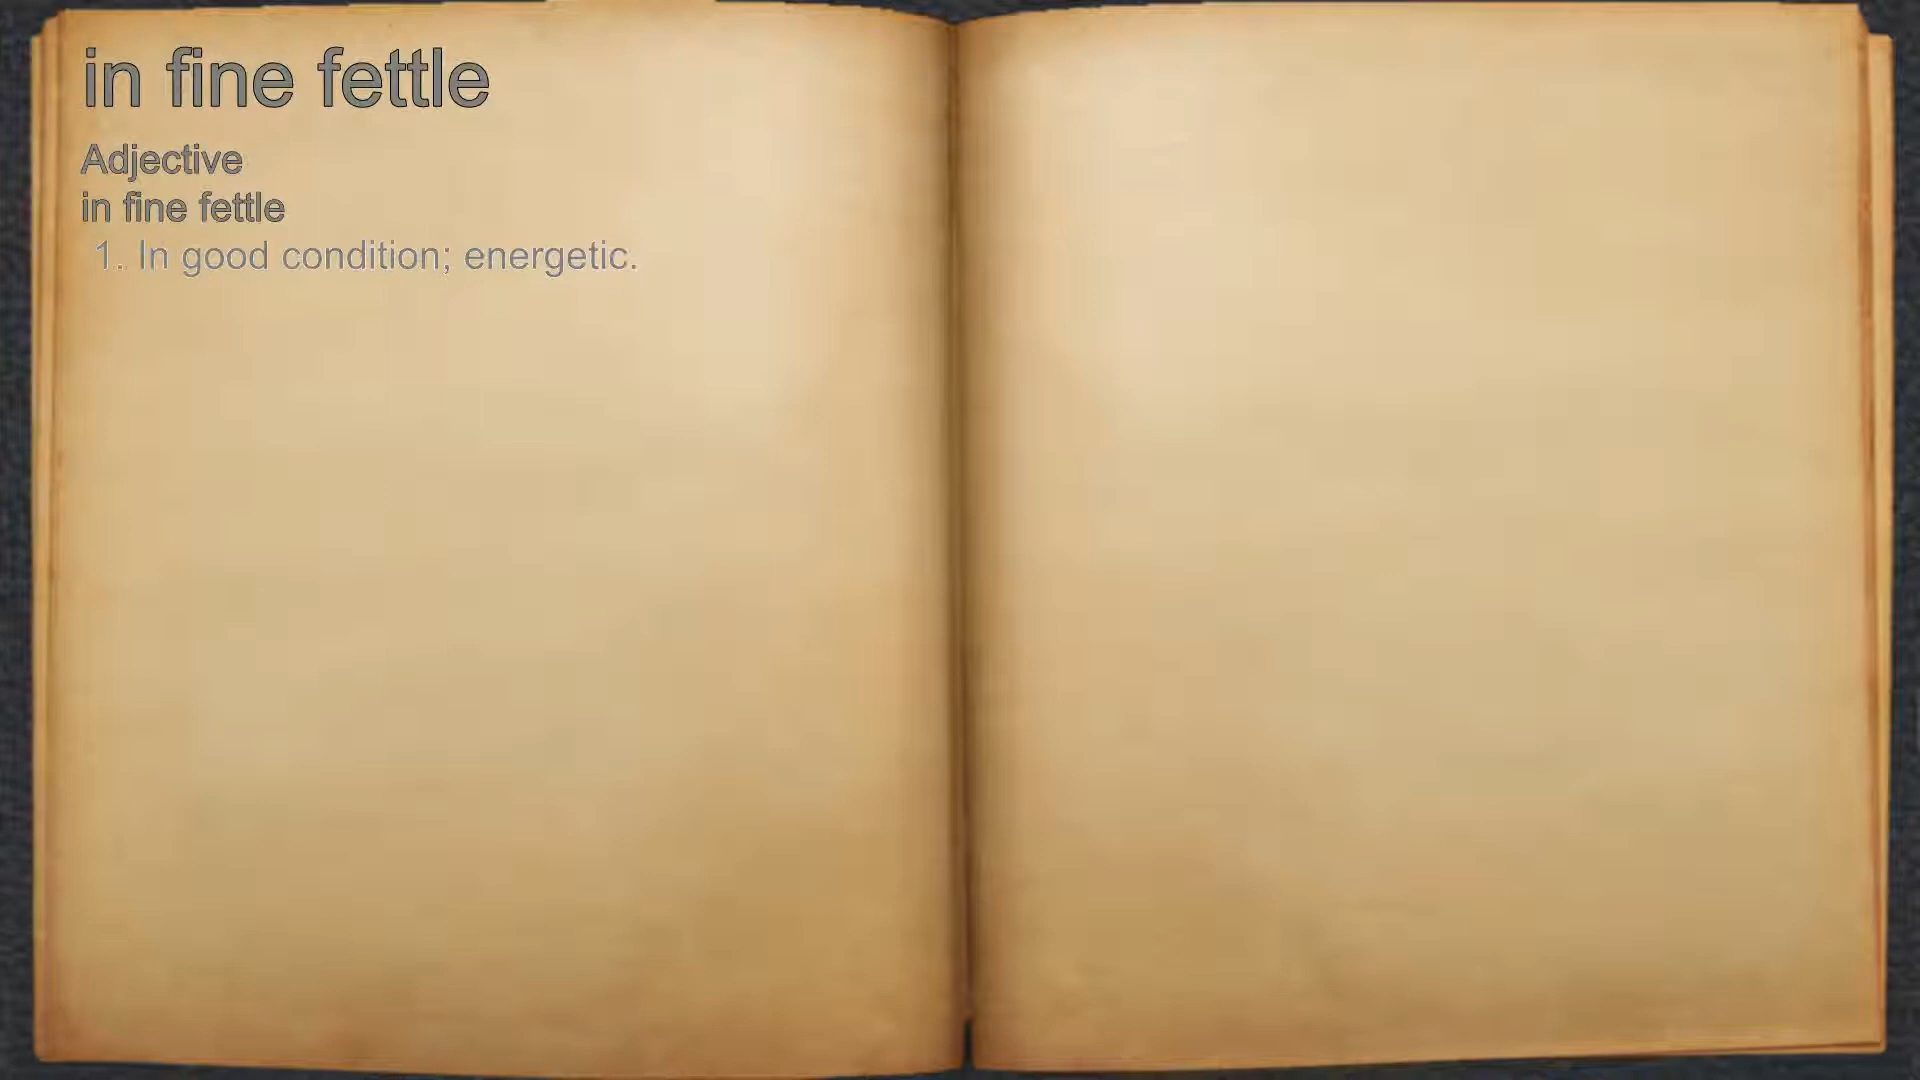 in fine fettle
Adjective
in fine fettle
1. In good condition; energetic.